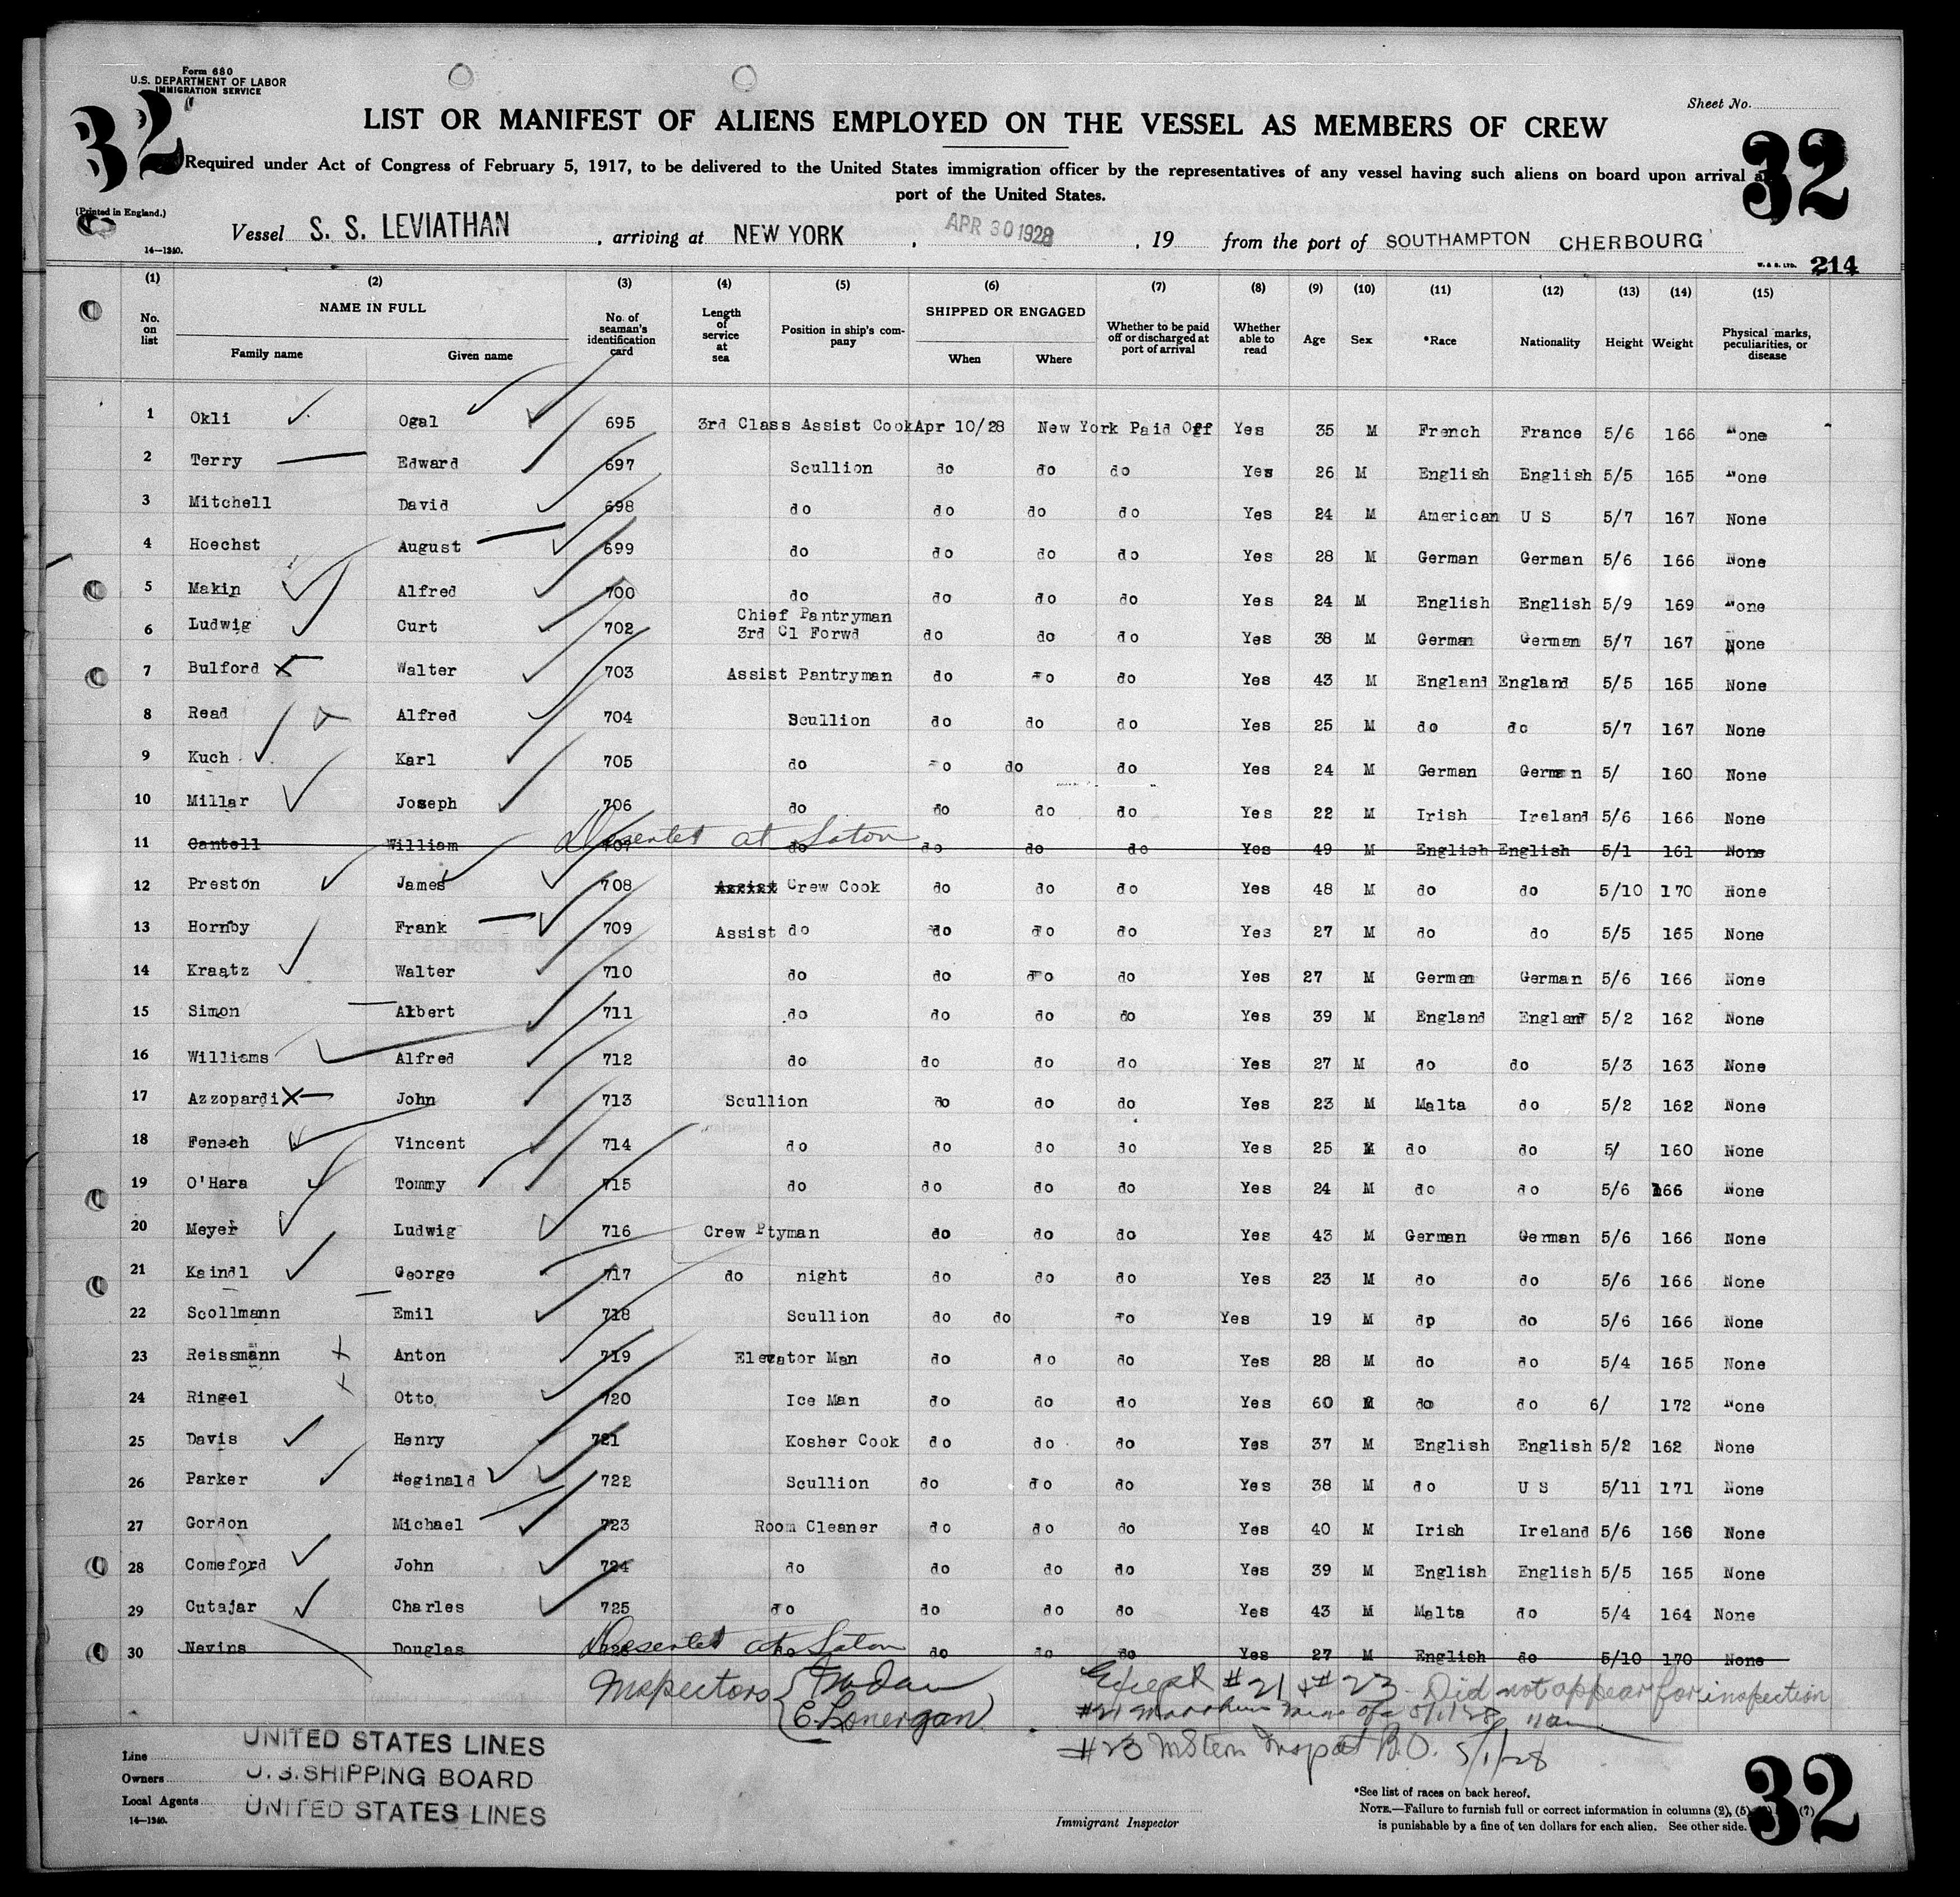 Form 680
U.S. DEPARTMENT OF LABOR
IMMIGRATION SERVICE
32
32
Sheet No.
LIST OR MANIFEST OF ALIENS EMPLOYED ON THE VESSEL AS MEMBERS OF CREW
Required under Act of Congress of February 5, 1917, to be delivered to the United States immigration officer by the representatives of any vessel having such aliens on board upon arrival
port of the United States.
(Printed in England.)
Vessel S. S. LEVIATHAN , arriving at NEW YORK , APR 30 1928 , 19 from the port of SOUTHAMPTON CHERBOURG
14—1240.
W. & S. LTD. 214
(1) (2) (3) (4) (5) (6) (7) (8) (9) (10) (11) (12) (13) (14) (15)
No. on list NAME IN FULL Family name Given name No. of seaman's identification card Length of service at sea Position in ship's company SHIPPED OR ENGAGED When Where Whether to be paid off or discharged at port of arrival Whether able to read Age Sex *Race Nationality Height Weight Physical marks, peculiarities, or disease
1 Okli Ogal 695 3rd Class Assist Cook Apr 10/28 New York Paid Off Yes 35 M French France 5/6 166 None
2 Terry Edward 697 Scullion do do do Yes 26 M English English 5/5 165 None
3 Mitchell David 698 do do do do Yes 24 M American U S 5/7 167 None
4 Hoechst August 699 do do do do Yes 28 M German German 5/6 166 None
5 Makin Alfred 700 do do do do Yes 24 M English English 5/9 169 None
6 Ludwig Curt 702 Chief Pantryman 3rd Cl Forwd do do do Yes 38 M German German 5/7 167 None
7 Bulford Walter 703 Assist Pantryman do do do Yes 43 M England England 5/5 165 None
8 Read Alfred 704 Scullion do do do Yes 25 M do do 5/7 167 None
9 Kuch Karl 705 do do do do Yes 24 M German German 5/ 160 None
10 Millar Joseph 706 do do do do Yes 22 M Irish Ireland 5/6 166 None
Deserted at Soton
11 Cantell William 707 do do do do Yes 49 M English English 5/1 161 None
12 Preston James 708 Assist Crew Cook do do do Yes 48 M do do 5/10 170 None
13 Hornby Frank 709 Assist do do do do Yes 27 M do do 5/5 165 None
14 Kraatz Walter 710 do do do do Yes 27 M German German 5/6 166 None
15 Simon Albert 711 do do do do Yes 39 M England England 5/2 162 None
16 Williams Alfred 712 do do do do Yes 27 M do do 5/3 163 None
17 Azzopardi John 713 Scullion do do do Yes 23 M Malta do 5/2 162 None
18 Fenech Vincent 714 do do do do Yes 25 M do do 5/ 160 None
19 O'Hara Tommy 715 do do do do Yes 24 M do do 5/6 166 None
20 Meyer Ludwig 716 Crew Ptyman do do do Yes 43 M German German 5/6 166 None
21 Kaindl George 717 do night do do do Yes 23 M do do 5/6 166 None
22 Scollmann Emil 718 Scullion do do do Yes 19 M dp do 5/6 166 None
23 Reissmann Anton 719 Elevator Man do do do Yes 28 M do do 5/4 165 None
24 Ringel Otto 720 Ice Man do do do Yes 60 M do do 6/ 172 None
25 Davis Henry 721 Kosher Cook do do do Yes 37 M English English 5/2 162 None
26 Parker Reginald 722 Scullion do do do Yes 38 M do U S 5/11 171 None
27 Gordon Michael 723 Room Cleaner do do do Yes 40 M Irish Ireland 5/6 166 None
28 Comeford John 724 do do do do Yes 39 M English English 5/5 165 None
29 Cutajar Charles 725 do do do do Yes 43 M Malta do 5/4 164 None
Deserted at Soton
30 Nevins Douglas 726 do do do do Yes 27 M English do 5/10 170 None
Inspectors
E. Lonergan
Except #21 + #23 Did not appear for inspection
#21 5/1/28 11am
#23 M Stern Insp at B.O. 5/1/28
Line UNITED STATES LINES
Owners U.S. SHIPPING BOARD
Local Agents UNITED STATES LINES
14—1240.
Immigrant Inspector
*See list of races on back hereof.
NOTE.—Failure to furnish full or correct information in columns (2), (5), (7)
is punishable by a fine of ten dollars for each alien. See other side.
32